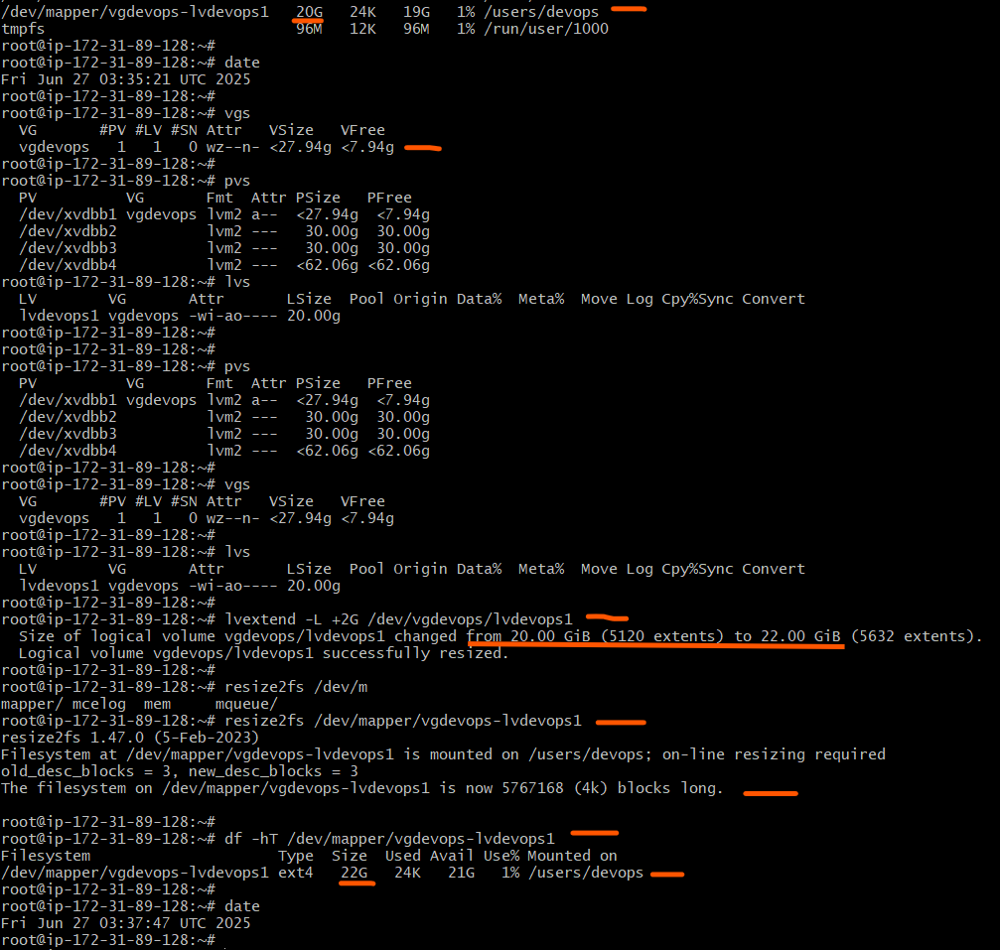 /dev/mapper/vgdevops-lvdevops1   20G   24K   19G   1% /users/devops
tmpfs                            96M   12K   96M   1% /run/user/1000
root@ip-172-31-89-128:~#
root@ip-172-31-89-128:~# date
Fri Jun 27 03:35:21 UTC 2025
root@ip-172-31-89-128:~#
root@ip-172-31-89-128:~# vgs
  VG       #PV #LV #SN Attr   VSize   VFree
  vgdevops   1   1   0 wz--n- <27.94g <7.94g
root@ip-172-31-89-128:~#
root@ip-172-31-89-128:~# pvs
  PV         VG       Fmt  Attr PSize   PFree
  /dev/xvdbb1 vgdevops lvm2 a--  <27.94g  <7.94g
  /dev/xvdbb2          lvm2 ---   30.00g  30.00g
  /dev/xvdbb3          lvm2 ---   30.00g  30.00g
  /dev/xvdbb4          lvm2 ---  <62.06g <62.06g
root@ip-172-31-89-128:~# lvs
  LV        VG       Attr       LSize  Pool Origin Data%  Meta%  Move Log Cpy%Sync Convert
  lvdevops1 vgdevops -wi-ao---- 20.00g
root@ip-172-31-89-128:~#
root@ip-172-31-89-128:~#
root@ip-172-31-89-128:~# pvs
  PV         VG       Fmt  Attr PSize   PFree
  /dev/xvdbb1 vgdevops lvm2 a--  <27.94g  <7.94g
  /dev/xvdbb2          lvm2 ---   30.00g  30.00g
  /dev/xvdbb3          lvm2 ---   30.00g  30.00g
  /dev/xvdbb4          lvm2 ---  <62.06g <62.06g
root@ip-172-31-89-128:~#
root@ip-172-31-89-128:~# vgs
  VG       #PV #LV #SN Attr   VSize   VFree
  vgdevops   1   1   0 wz--n- <27.94g <7.94g
root@ip-172-31-89-128:~#
root@ip-172-31-89-128:~# lvs
  LV        VG       Attr       LSize  Pool Origin Data%  Meta%  Move Log Cpy%Sync Convert
  lvdevops1 vgdevops -wi-ao---- 20.00g
root@ip-172-31-89-128:~#
root@ip-172-31-89-128:~# lvextend -L +2G /dev/vgdevops/lvdevops1
  Size of logical volume vgdevops/lvdevops1 changed from 20.00 GiB (5120 extents) to 22.00 GiB (5632 extents).
  Logical volume vgdevops/lvdevops1 successfully resized.
root@ip-172-31-89-128:~#
root@ip-172-31-89-128:~# resize2fs /dev/m
mapper/ mcelog  mem     mqueue/
root@ip-172-31-89-128:~# resize2fs /dev/mapper/vgdevops-lvdevops1
resize2fs 1.47.0 (5-Feb-2023)
Filesystem at /dev/mapper/vgdevops-lvdevops1 is mounted on /users/devops; on-line resizing required
old_desc_blocks = 3, new_desc_blocks = 3
The filesystem on /dev/mapper/vgdevops-lvdevops1 is now 5767168 (4k) blocks long.
root@ip-172-31-89-128:~#
root@ip-172-31-89-128:~# df -hT /dev/mapper/vgdevops-lvdevops1
Filesystem                     Type  Size  Used Avail Use% Mounted on
/dev/mapper/vgdevops-lvdevops1 ext4   22G   24K   21G   1% /users/devops
root@ip-172-31-89-128:~#
root@ip-172-31-89-128:~# date
Fri Jun 27 03:37:47 UTC 2025
root@ip-172-31-89-128:~#